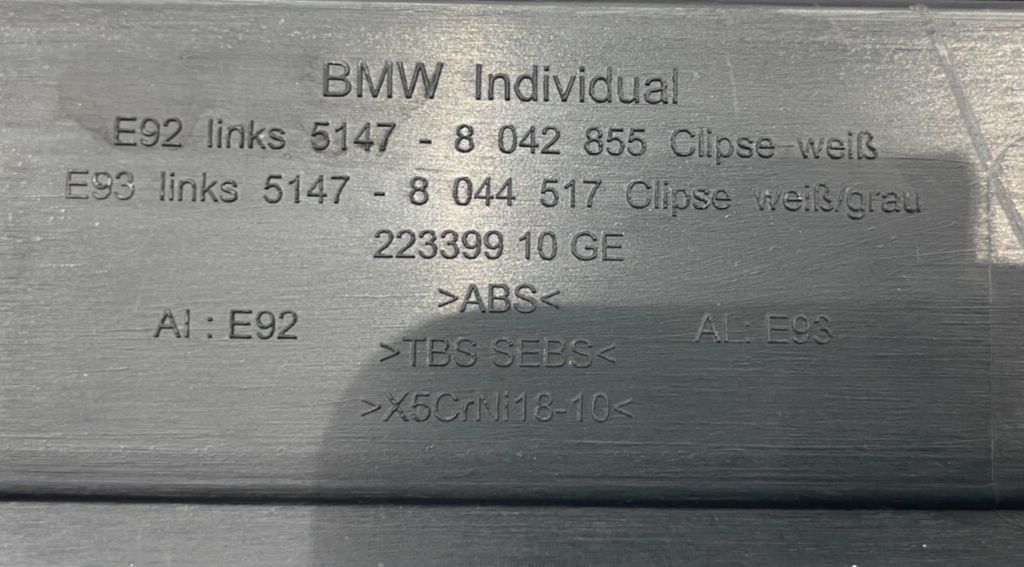 BMW Individual
E92 links 5147 - 8 042 855 Clipse weiß
E93 links 5147 - 8 044 517 Clipse weiß/grau
223399 10 GE
>ABS<
AI : E92 AI : E93
>TBS SEBS<
>X5CrNi18-10<